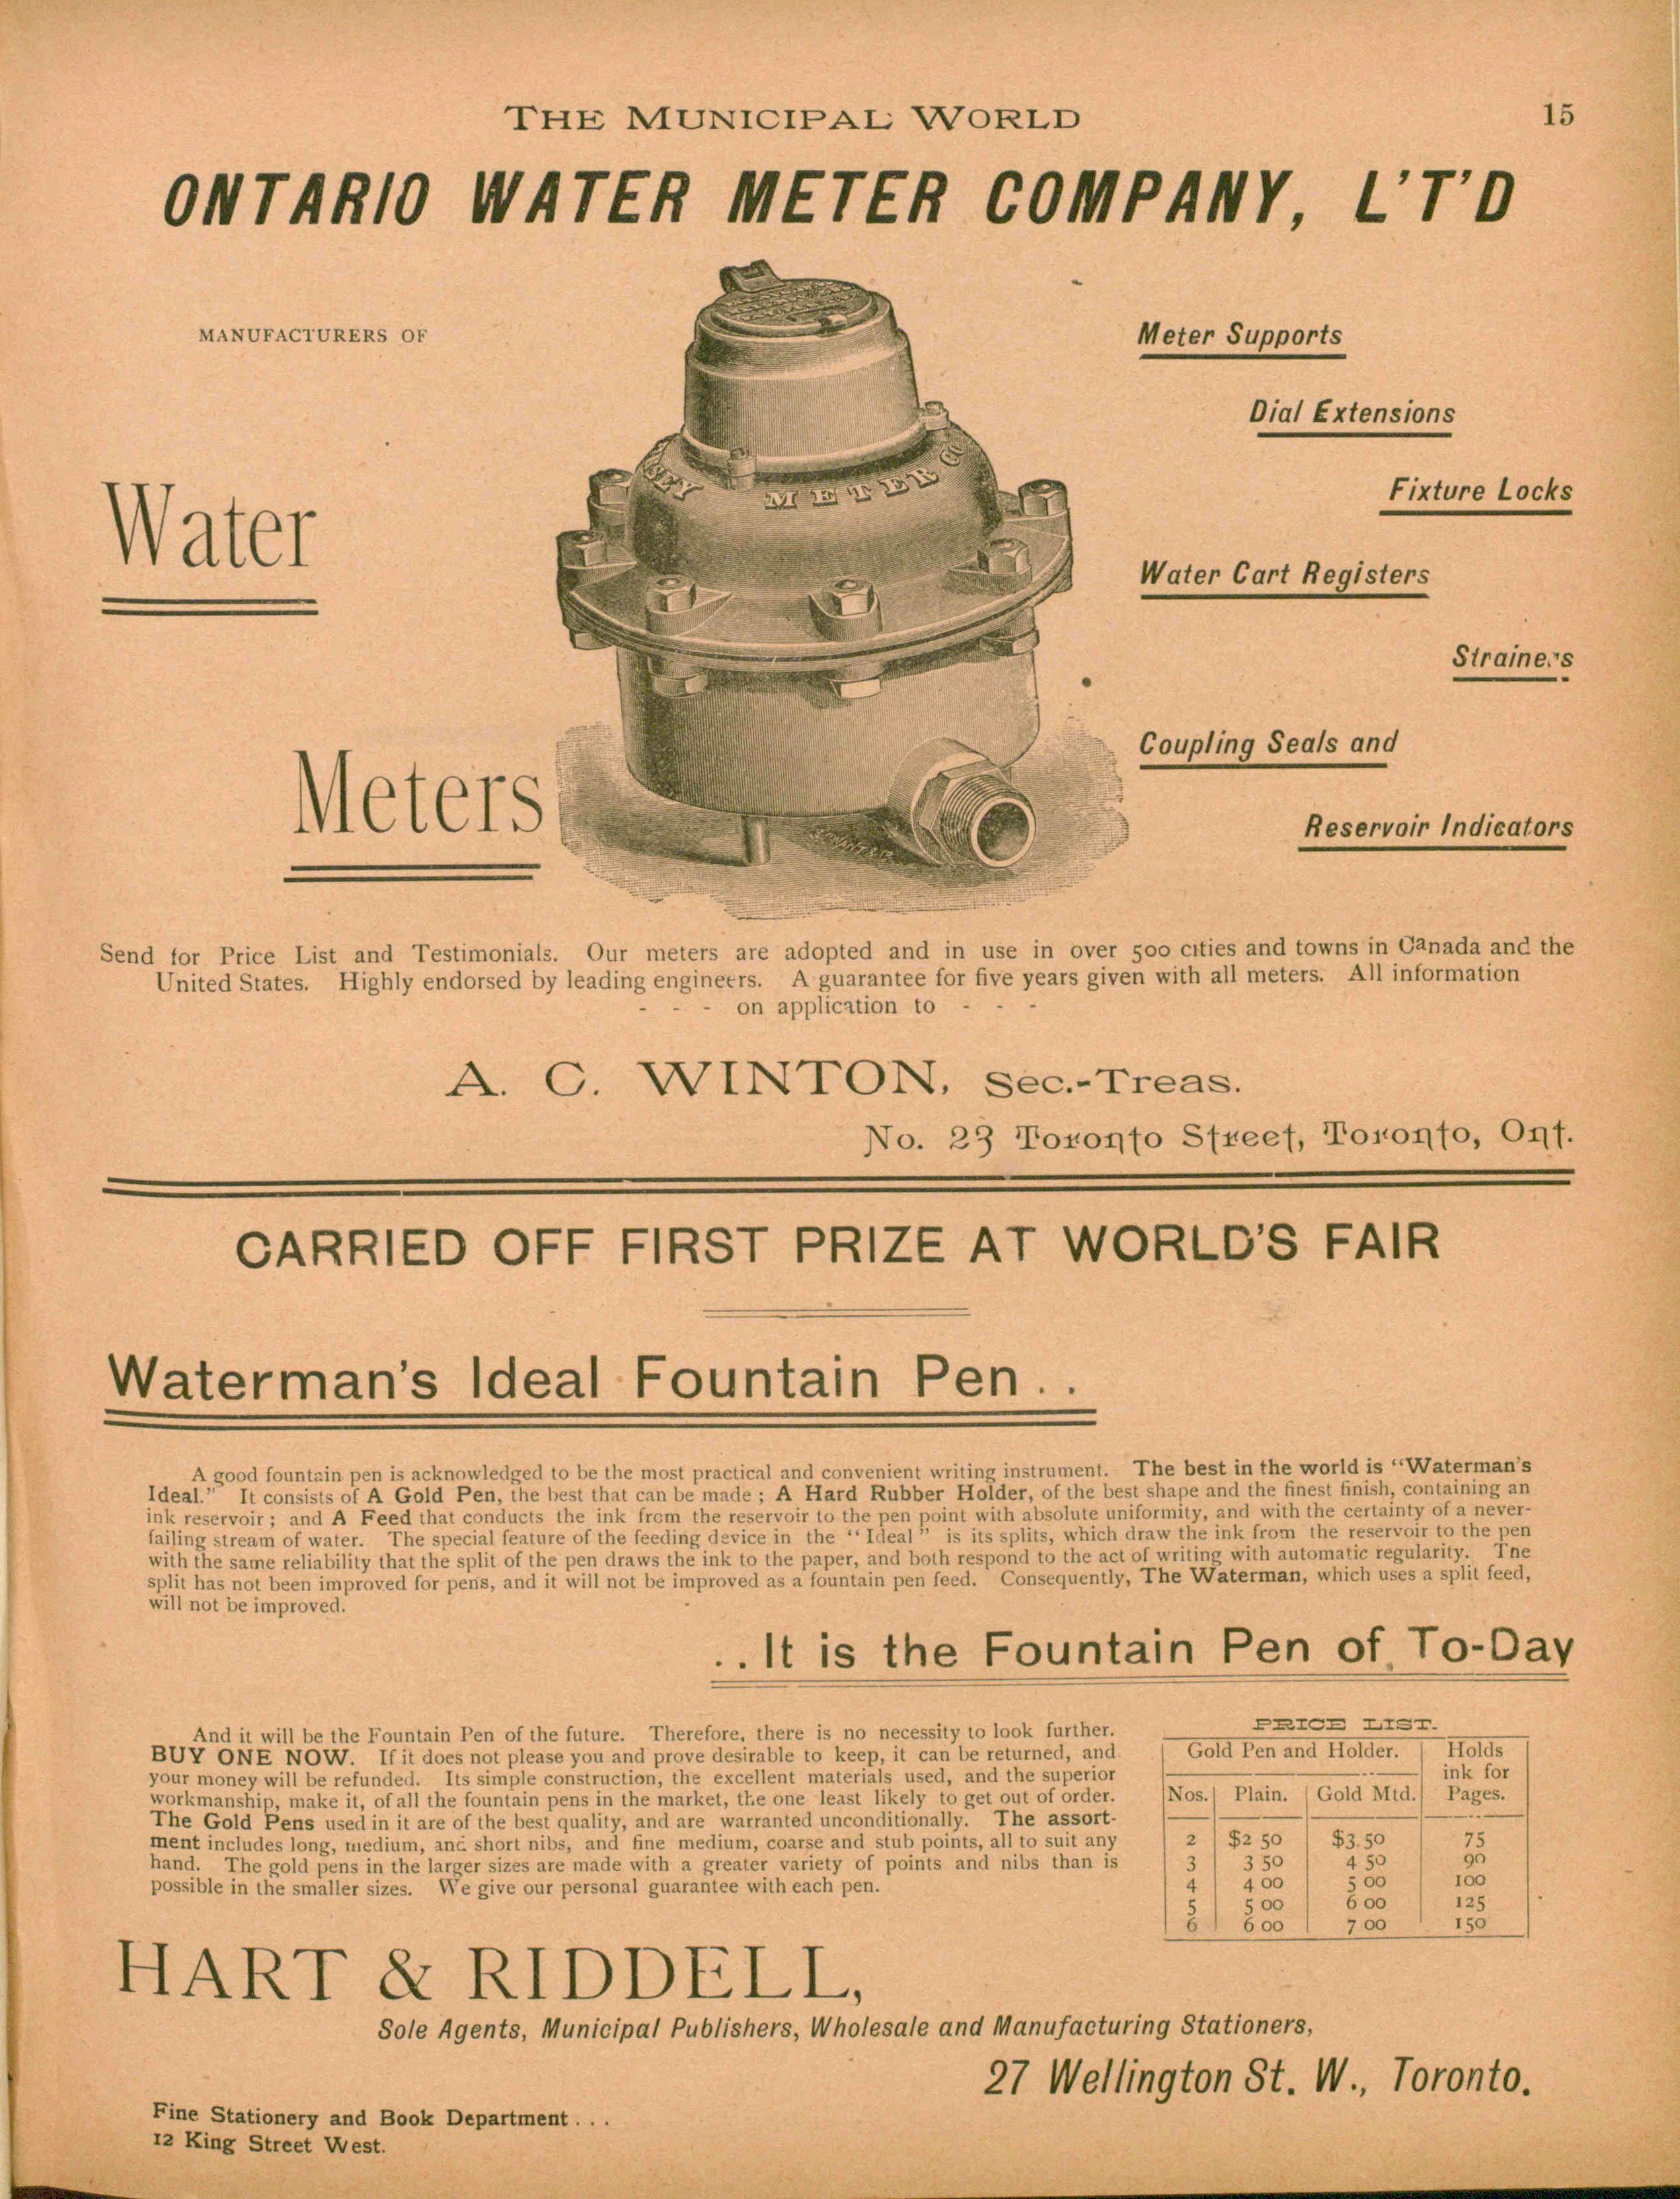 THE MUNICIPAL WORLD
15
ONTARIO WATER METER COMPANY, L'T'D
MANUFACTURERS OF
Water
Meters
METER CO
Meter Supports
Dial Extensions
Fixture Locks
Water Cart Registers
Strainers
Coupling Seals and
Reservoir Indicators
Send for Price List and Testimonials. Our meters are adopted and in use in over 500 cities and towns in Canada and the
United States. Highly endorsed by leading engineers. A guarantee for five years given with all meters. All information
- - - on application to - - -
A. C. WINTON, Sec.-Treas.
No. 23 Toronto Street, Toronto, Ont.
CARRIED OFF FIRST PRIZE AT WORLD'S FAIR
Waterman's Ideal Fountain Pen . .
A good fountain pen is acknowledged to be the most practical and convenient writing instrument. The best in the world is "Waterman's
Ideal." It consists of A Gold Pen, the best that can be made ; A Hard Rubber Holder, of the best shape and the finest finish, containing an
ink reservoir ; and A Feed that conducts the ink from the reservoir to the pen point with absolute uniformity, and with the certainty of a never-
failing stream of water. The special feature of the feeding device in the "Ideal" is its splits, which draw the ink from the reservoir to the pen
with the same reliability that the split of the pen draws the ink to the paper, and both respond to the act of writing with automatic regularity. The
split has not been improved for pens, and it will not be improved as a fountain pen feed. Consequently, The Waterman, which uses a split feed,
will not be improved.
. . It is the Fountain Pen of To-Day
And it will be the Fountain Pen of the future. Therefore, there is no necessity to look further.
BUY ONE NOW. If it does not please you and prove desirable to keep, it can be returned, and
your money will be refunded. Its simple construction, the excellent materials used, and the superior
workmanship, make it, of all the fountain pens in the market, the one least likely to get out of order.
The Gold Pens used in it are of the best quality, and are warranted unconditionally. The assort-
ment includes long, medium, and short nibs, and fine medium, coarse and stub points, all to suit any
hand. The gold pens in the larger sizes are made with a greater variety of points and nibs than is
possible in the smaller sizes. We give our personal guarantee with each pen.
PRICE LIST.
Gold Pen and Holder. Holds
ink for
Nos. Plain. Gold Mtd. Pages.
2 $2 50 $3.50 75
3 3 50 4 50 90
4 4 00 5 00 100
5 5 00 6 00 125
6 6 00 7 00 150
HART & RIDDELL,
Sole Agents, Municipal Publishers, Wholesale and Manufacturing Stationers,
27 Wellington St. W., Toronto.
Fine Stationery and Book Department . . .
12 King Street West.